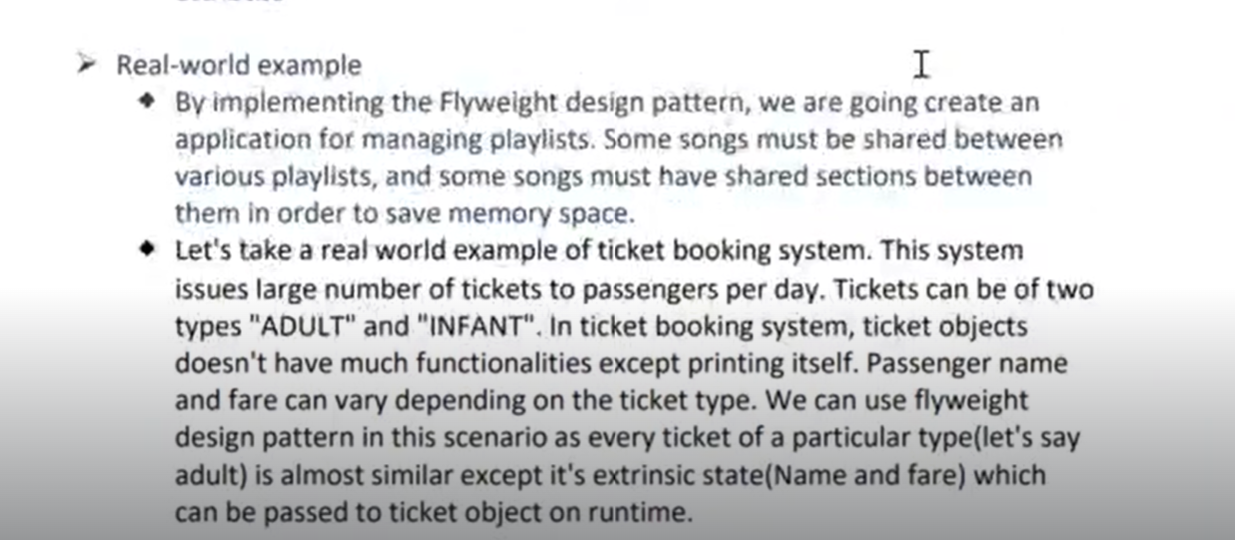 ➤ Real-world example
◆ By implementing the Flyweight design pattern, we are going create an
application for managing playlists. Some songs must be shared between
various playlists, and some songs must have shared sections between
them in order to save memory space.
◆ Let's take a real world example of ticket booking system. This system
issues large number of tickets to passengers per day. Tickets can be of two
types "ADULT" and "INFANT". In ticket booking system, ticket objects
doesn't have much functionalities except printing itself. Passenger name
and fare can vary depending on the ticket type. We can use flyweight
design pattern in this scenario as every ticket of a particular type(let's say
adult) is almost similar except it's extrinsic state(Name and fare) which
can be passed to ticket object on runtime.